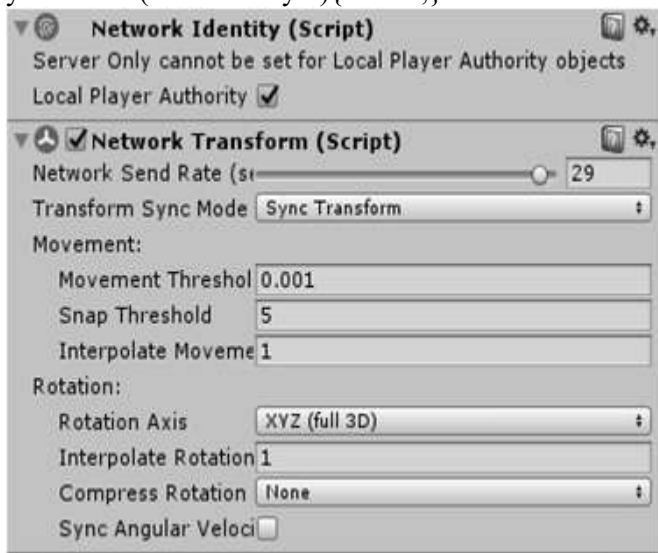 Network Identity (Script)
Server Only cannot be set for Local Player Authority objects
Local Player Authority
Network Transform (Script)
Network Send Rate (se 29
Transform Sync Mode Sync Transform
Movement:
Movement Threshol 0.001
Snap Threshold 5
Interpolate Moveme 1
Rotation:
Rotation Axis XYZ (full 3D)
Interpolate Rotation 1
Compress Rotation None
Sync Angular Veloci